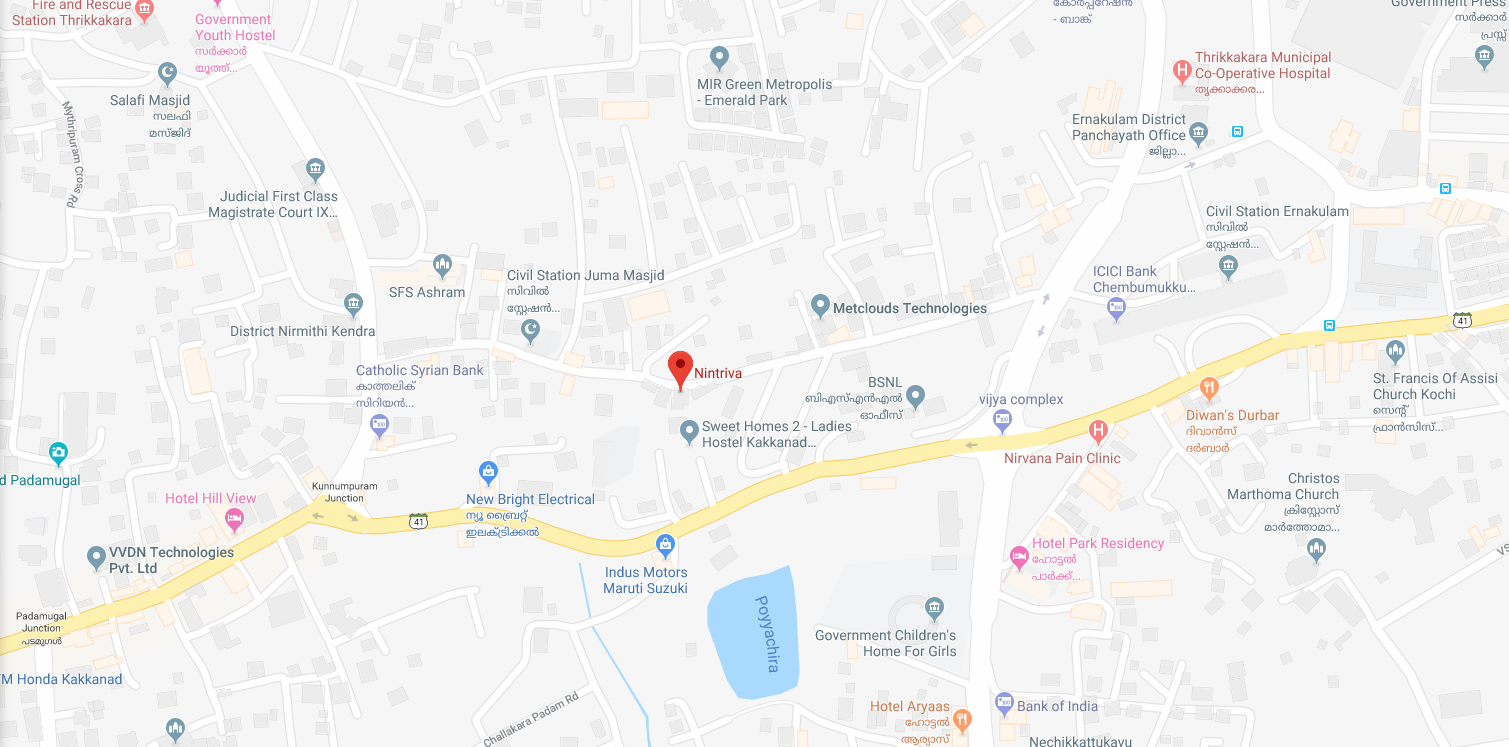 Fire and Rescue
Station Thrikkakara
Government
Youth Hostel
സർക്കാർ
യൂത്ത്...
കോർപ്പറേഷൻ
- ബാങ്ക്
Government Press
സർക്കാർ
പ്രസ്സ്
Salafi Masjid
സലഫി
മസ്ജിദ്
MIR Green Metropolis
- Emerald Park
Thrikkakara Municipal
Co-Operative Hospital
തൃക്കാക്കര...
Ernakulam District
Panchayath Office
ജില്ലാ...
Mythripuram Cross Rd
Judicial First Class
Magistrate Court IX...
Civil Station Ernakulam
സിവിൽ
സ്റ്റേഷൻ...
SFS Ashram
Civil Station Juma Masjid
സിവിൽ
സ്റ്റേഷൻ...
ICICI Bank
Chembumukku...
District Nirmithi Kendra
Metclouds Technologies
41
Catholic Syrian Bank
കാത്തലിക്
സിറിയൻ...
Nintriva
BSNL
ബിഎസ്എൻഎൽ
ഓഫീസ്
St. Francis Of Assisi
Church Kochi
സെന്റ്
ഫ്രാൻസിസ്...
vijya complex
Diwan's Durbar
ദിവാൻസ്
ദർബാർ
Sweet Homes 2 - Ladies
Hostel Kakkanad...
Nirvana Pain Clinic
d Padamugal
Kunnumpuram
Junction
Hotel Hill View
New Bright Electrical
ന്യൂ ബ്രൈറ്റ്
ഇലക്ട്രിക്കൽ
41
Christos
Marthoma Church
ക്രിസ്റ്റോസ്
മാർത്തോമാ...
VVDN Technologies
Pvt. Ltd
Indus Motors
Maruti Suzuki
Hotel Park Residency
ഹോട്ടൽ
പാർക്ക്...
Padamugal
Junction
പടമുഗൾ
Poyyachira
Government Children's
Home For Girls
M Honda Kakkanad
Challakara Padam Rd
Hotel Aryaas
ഹോട്ടൽ
ആര്യാസ്
Bank of India
Nechikkattukavu